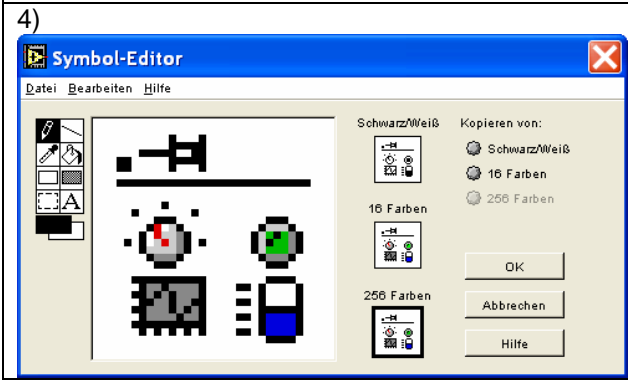 4)
Symbol-Editor
Datei Bearbeiten Hilfe
Schwarz/Weiß
16 Farben
256 Farben
Kopieren von:
Schwarz/Weiß
16 Farben
256 Farben
OK
Abbrechen
Hilfe
A